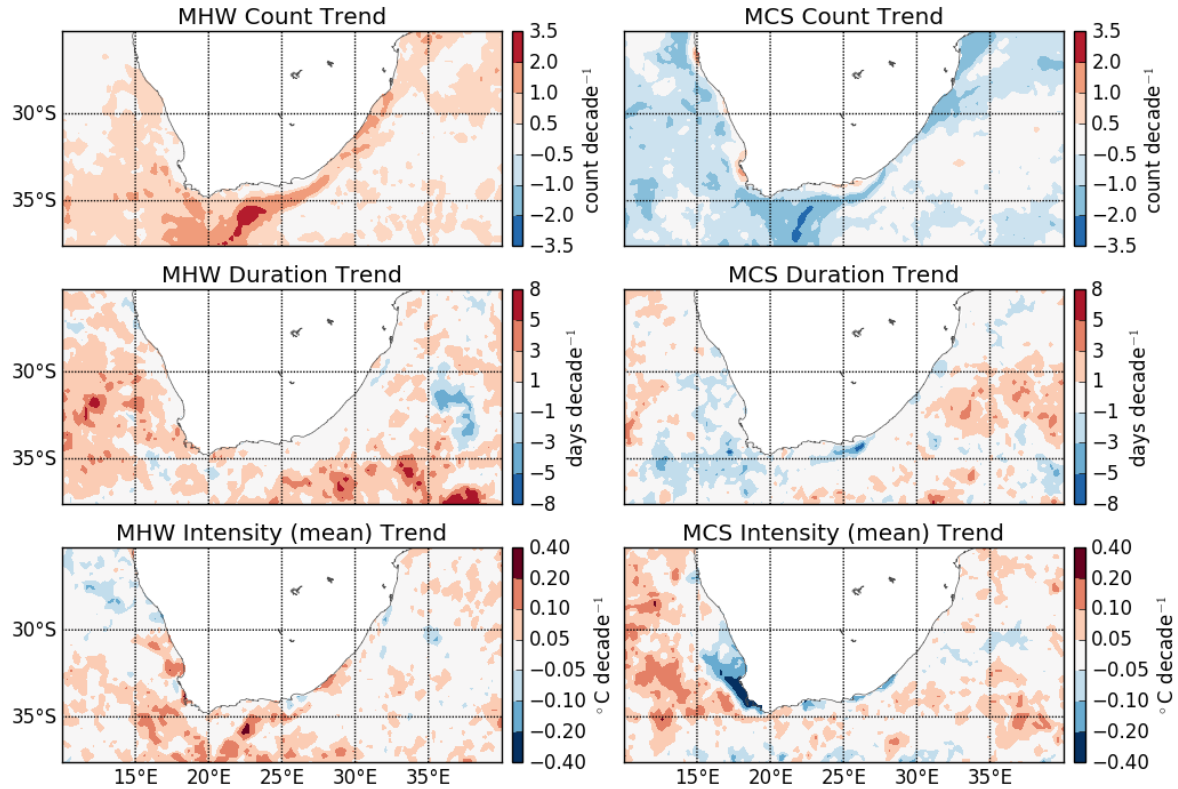 MHW Count Trend
MCS Count Trend
3.5
2.0
1.0
0.5
−0.5
−1.0
−2.0
−3.5
count decade⁻¹
3.5
2.0
1.0
0.5
−0.5
−1.0
−2.0
−3.5
count decade⁻¹
30°S
35°S
MHW Duration Trend
MCS Duration Trend
8
5
3
1
−1
−3
−5
−8
days decade⁻¹
8
5
3
1
−1
−3
−5
−8
days decade⁻¹
30°S
35°S
MHW Intensity (mean) Trend
MCS Intensity (mean) Trend
0.40
0.20
0.10
0.05
−0.05
−0.10
−0.20
−0.40
°C decade⁻¹
0.40
0.20
0.10
0.05
−0.05
−0.10
−0.20
−0.40
°C decade⁻¹
30°S
35°S
15°E 20°E 25°E 30°E 35°E
15°E 20°E 25°E 30°E 35°E